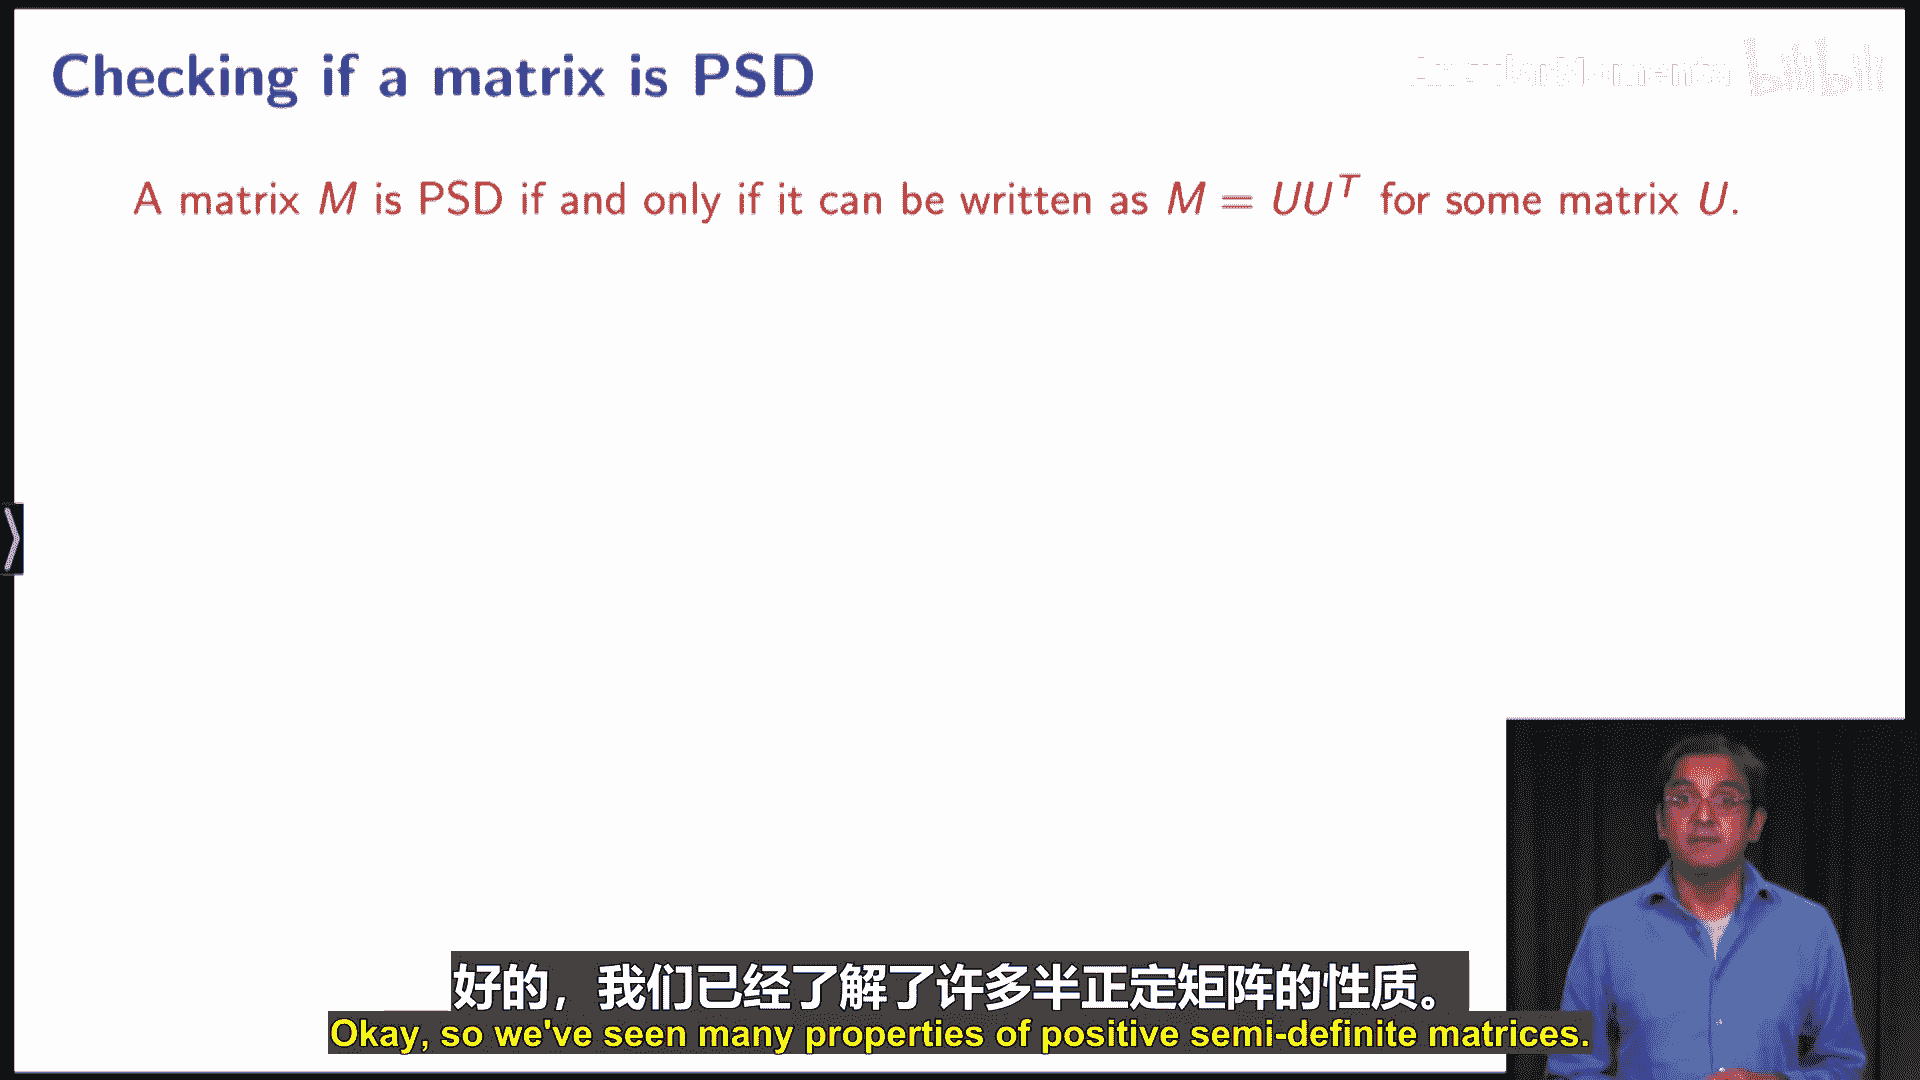 Checking if a matrix is PSD
bilibili
A matrix M is PSD if and only if it can be written as M = UU^T for some matrix U.
好的，我们已经了解了许多半正定矩阵的性质。
Okay, so we've seen many properties of positive semi-definite matrices.